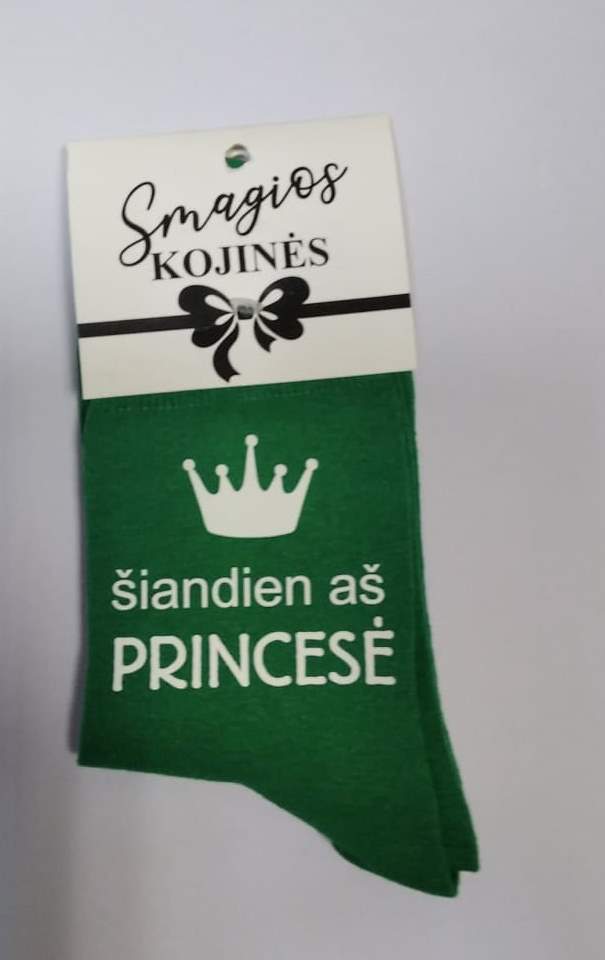 Smagios
KOJINĖS
šiandien aš
PRINCESĖ